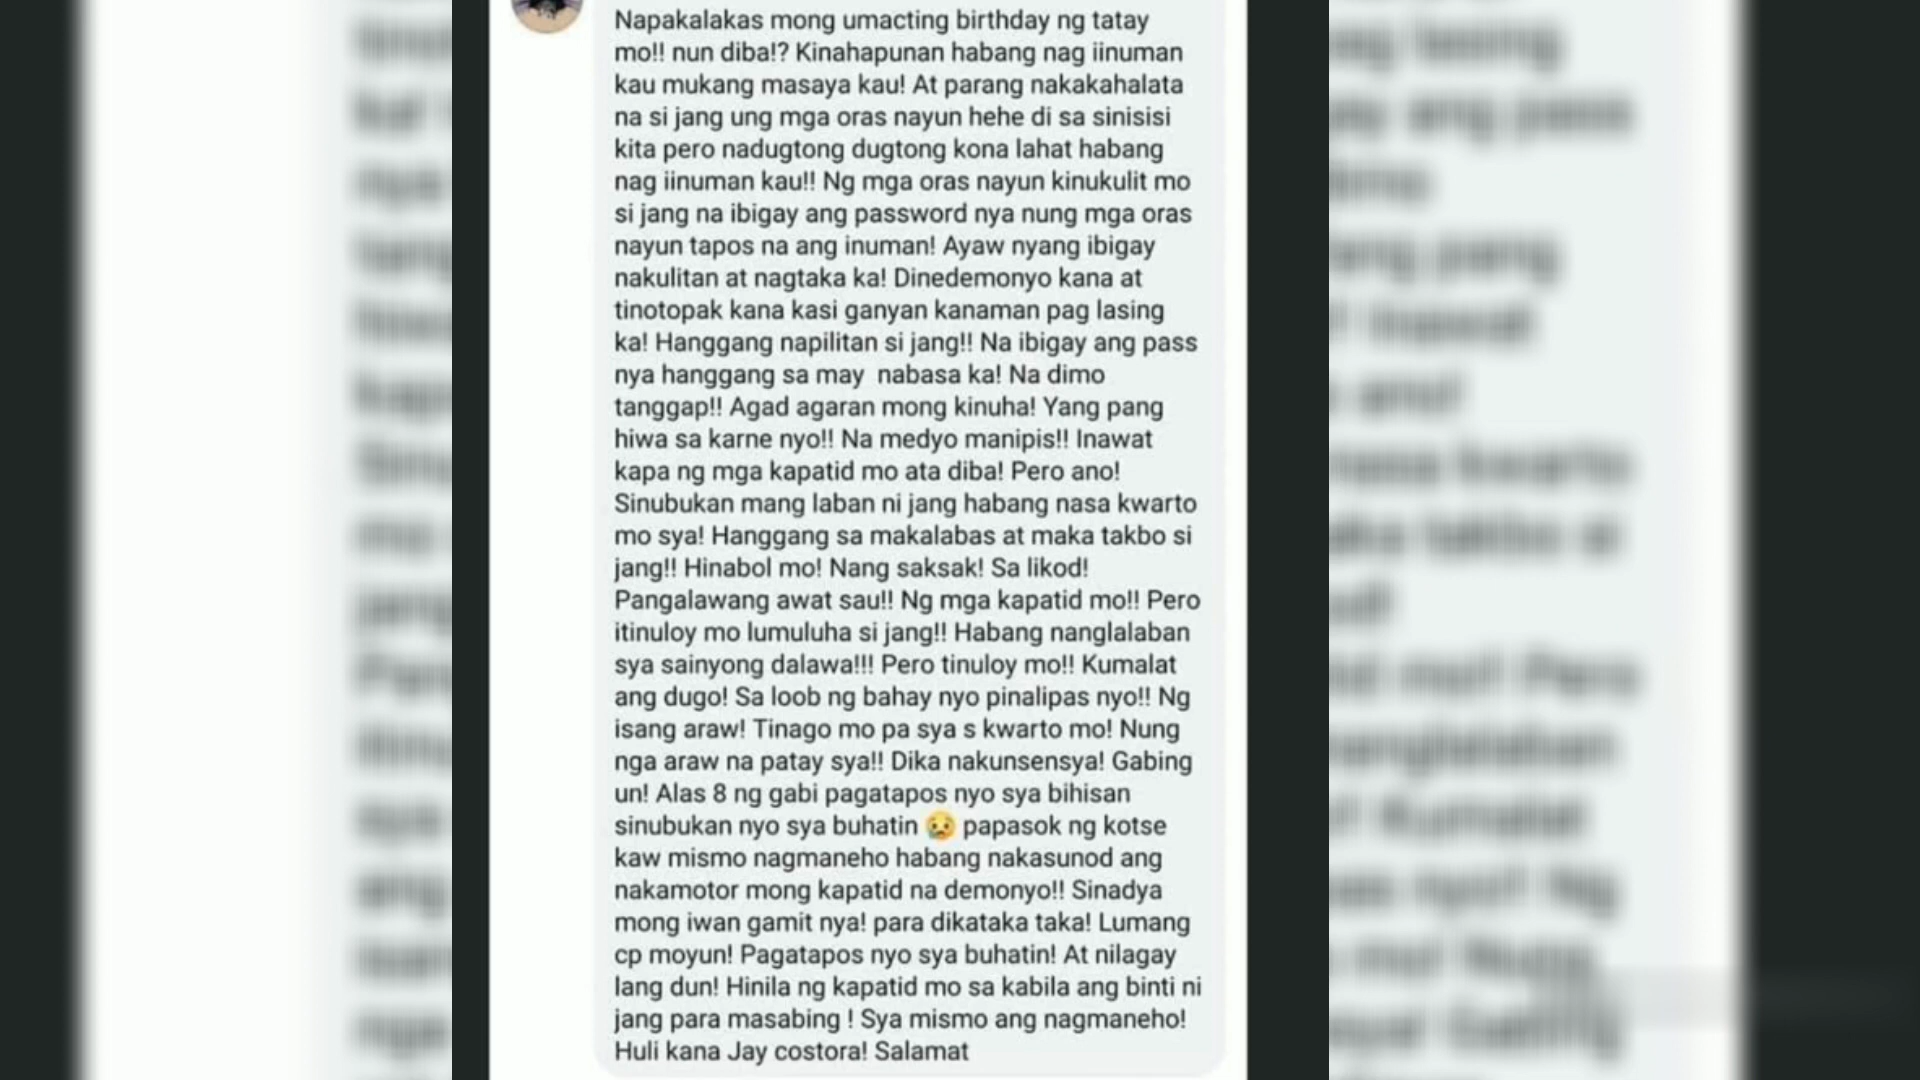 Napakalakas mong umacting birthday ng tatay
mo!! nun diba!? Kinahapunan habang nag iinuman
kau mukang masaya kau! At parang nakakahalata
na si jang ung mga oras nayun hehe di sa sinisisi
kita pero nadugtong dugtong kona lahat habang
nag iinuman kau!! Ng mga oras nayun kinukulit mo
si jang na ibigay ang password nya nung mga oras
nayun tapos na ang inuman! Ayaw nyang ibigay
nakulitan at nagtaka ka! Dinedemonyo kana at
tinotopak kana kasi ganyan kanaman pag lasing
ka! Hanggang napilitan si jang!! Na ibigay ang pass
nya hanggang sa may  nabasa ka! Na dimo
tanggap!! Agad agaran mong kinuha! Yang pang
hiwa sa karne nyo!! Na medyo manipis!! Inawat
kapa ng mga kapatid mo ata diba! Pero ano!
Sinubukan mang laban ni jang habang nasa kwarto
mo sya! Hanggang sa makalabas at maka takbo si
jang!! Hinabol mo! Nang saksak! Sa likod!
Pangalawang awat sau!! Ng mga kapatid mo!! Pero
itinuloy mo lumuluha si jang!! Habang nanglalaban
sya sainyong dalawa!!! Pero tinuloy mo!! Kumalat
ang dugo! Sa loob ng bahay nyo pinalipas nyo!! Ng
isang araw! Tinago mo pa sya s kwarto mo! Nung
nga araw na patay sya!! Dika nakunsensya! Gabing
un! Alas 8 ng gabi pagatapos nyo sya bihisan
sinubukan nyo sya buhatin 😢 papasok ng kotse
kaw mismo nagmaneho habang nakasunod ang
nakamotor mong kapatid na demonyo!! Sinadya
mong iwan gamit nya! para dikataka taka! Lumang
cp moyun! Pagatapos nyo sya buhatin! At nilagay
lang dun! Hinila ng kapatid mo sa kabila ang binti ni
jang para masabing ! Sya mismo ang nagmaneho!
Huli kana Jay costora! Salamat